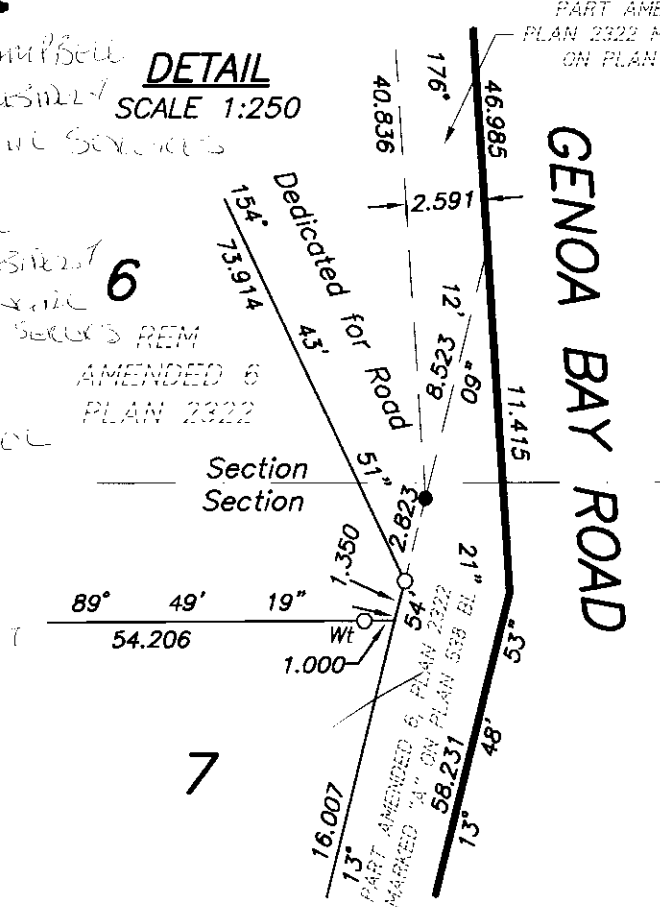 PART AME
PLAN 2322 M
ON PLAN
DETAIL
SCALE 1:250
40.836
176°
46.985
2.591
GENOA BAY ROAD
154°
73.914
43'
51"
Dedicated for Road
6
REM
AMENDED 6
PLAN 2322
12'
8.523
09"
11.415
Section
Section
2.823
1.350
54'
21"
53"
89° 49' 19"
54.206
Wt
1.000
7
16.007
13°
PART AMENDED 6, PLAN 2322
MARKED "A" ON PLAN 538 BL
58.231
48'
13°